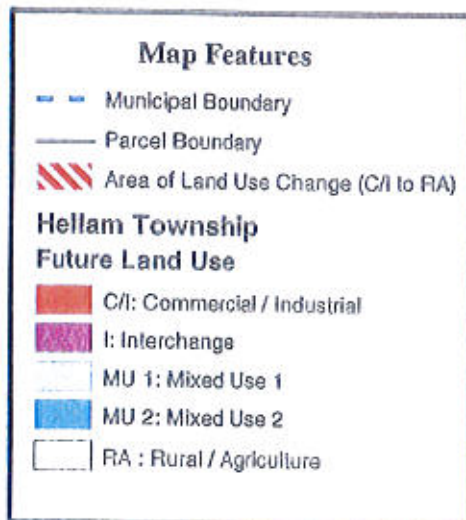 Map Features
Municipal Boundary
Parcel Boundary
Area of Land Use Change (C/I to RA)
Hellam Township
Future Land Use
C/I: Commercial / Industrial
I: Interchange
MU 1: Mixed Use 1
MU 2: Mixed Use 2
RA : Rural / Agriculture